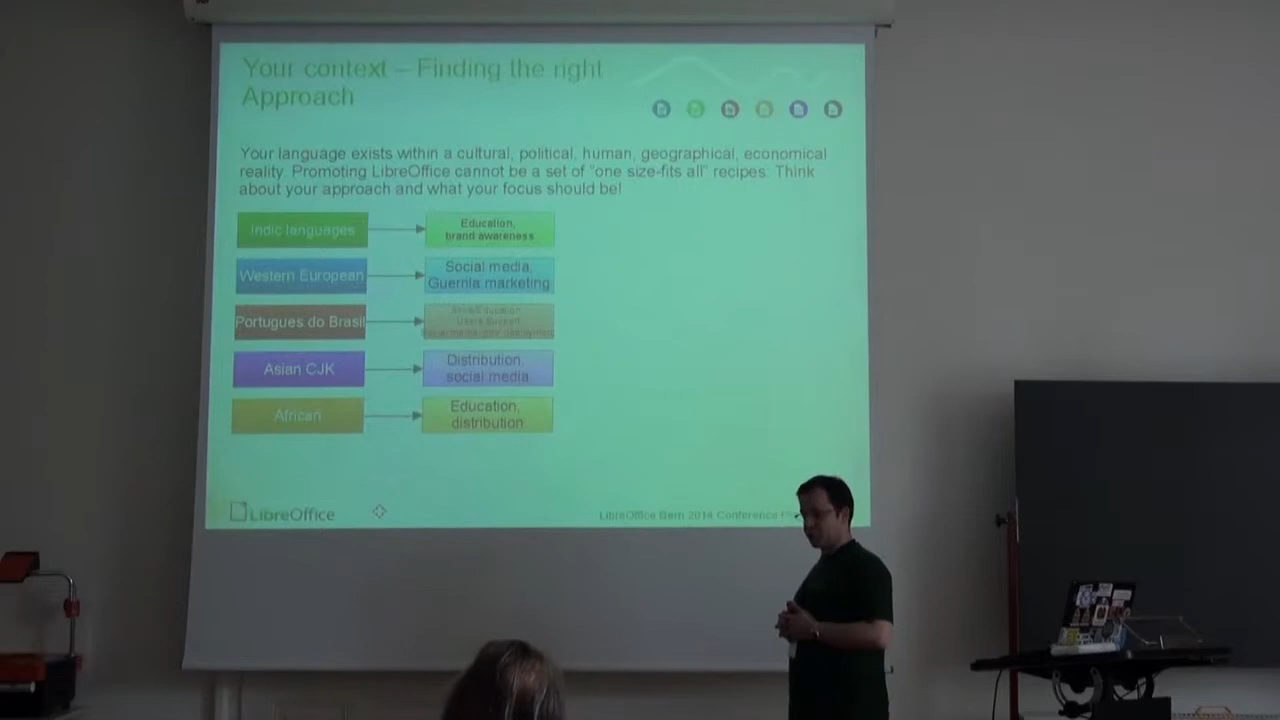 Your context – Finding the right
Approach
Your language exists within a cultural, political, human, geographical, economical
reality. Promoting LibreOffice cannot be a set of "one size-fits all" recipes. Think
about your approach and what your focus should be!
Indic languages
Education,
brand awareness
Western European
Social media,
Guerrila marketing
Portugues do Brasil
Asian CJK
Distribution,
social media
African
Education,
distribution
LibreOffice
LibreOffice Bern 2014 Conference